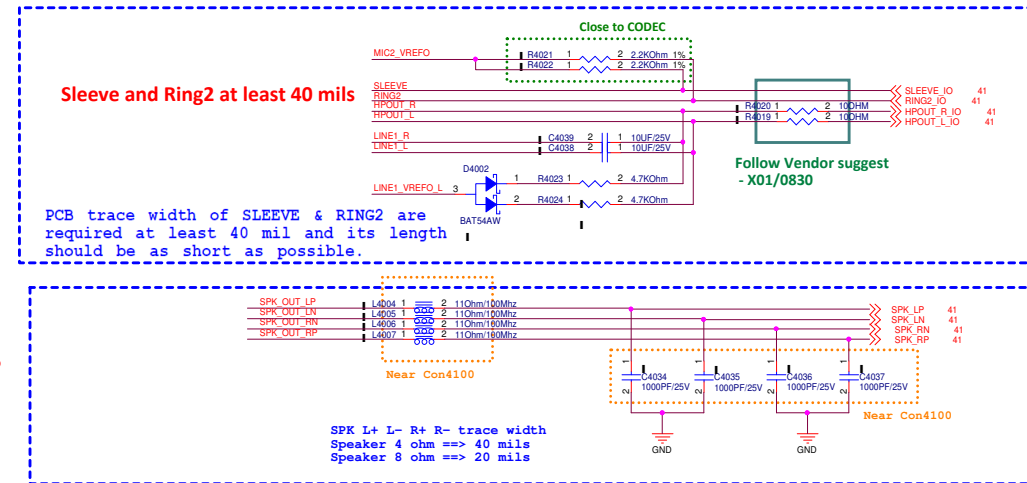 Close to CODEC
MIC2_VREFO
R4021 1 2 2.2KOhm 1%
R4022 1 2 2.2KOhm 1%
Sleeve and Ring2 at least 40 mils
SLEEVE
SLEEVE_IO 41
RING2
RING2_IO 41
HPOUT_R
R4020 1 2 10OHM
HPOUT_R_IO 41
HPOUT_L
R4019 1 2 10OHM
HPOUT_L_IO 41
LINE1_R
C4039 2 1 10UF/25V
LINE1_L
C4038 2 1 10UF/25V
Follow Vendor suggest
- X01/0830
D4002
LINE1_VREFO_L 3
1 R4023 1 2 4.7KOhm
2 R4024 1 2 4.7KOhm
BAT54AW
PCB trace width of SLEEVE & RING2 are
required at least 40 mil and its length
should be as short as possible.
SPK_OUT_LP L4004 1 2 11Ohm/100Mhz
SPK_LP 41
SPK_OUT_LN L4005 1 2 11Ohm/100Mhz
SPK_LN 41
SPK_OUT_RN L4006 1 2 11Ohm/100Mhz
SPK_RN 41
SPK_OUT_RP L4007 1 2 11Ohm/100Mhz
SPK_RP 41
Near Con4100
1 1 1 1
C4034 C4035 C4036 C4037
1000PF/25V 1000PF/25V 1000PF/25V 1000PF/25V
2 2 2 2
Near Con4100
SPK L+ L- R+ R- trace width
Speaker 4 ohm ==> 40 mils
Speaker 8 ohm ==> 20 mils
GND GND